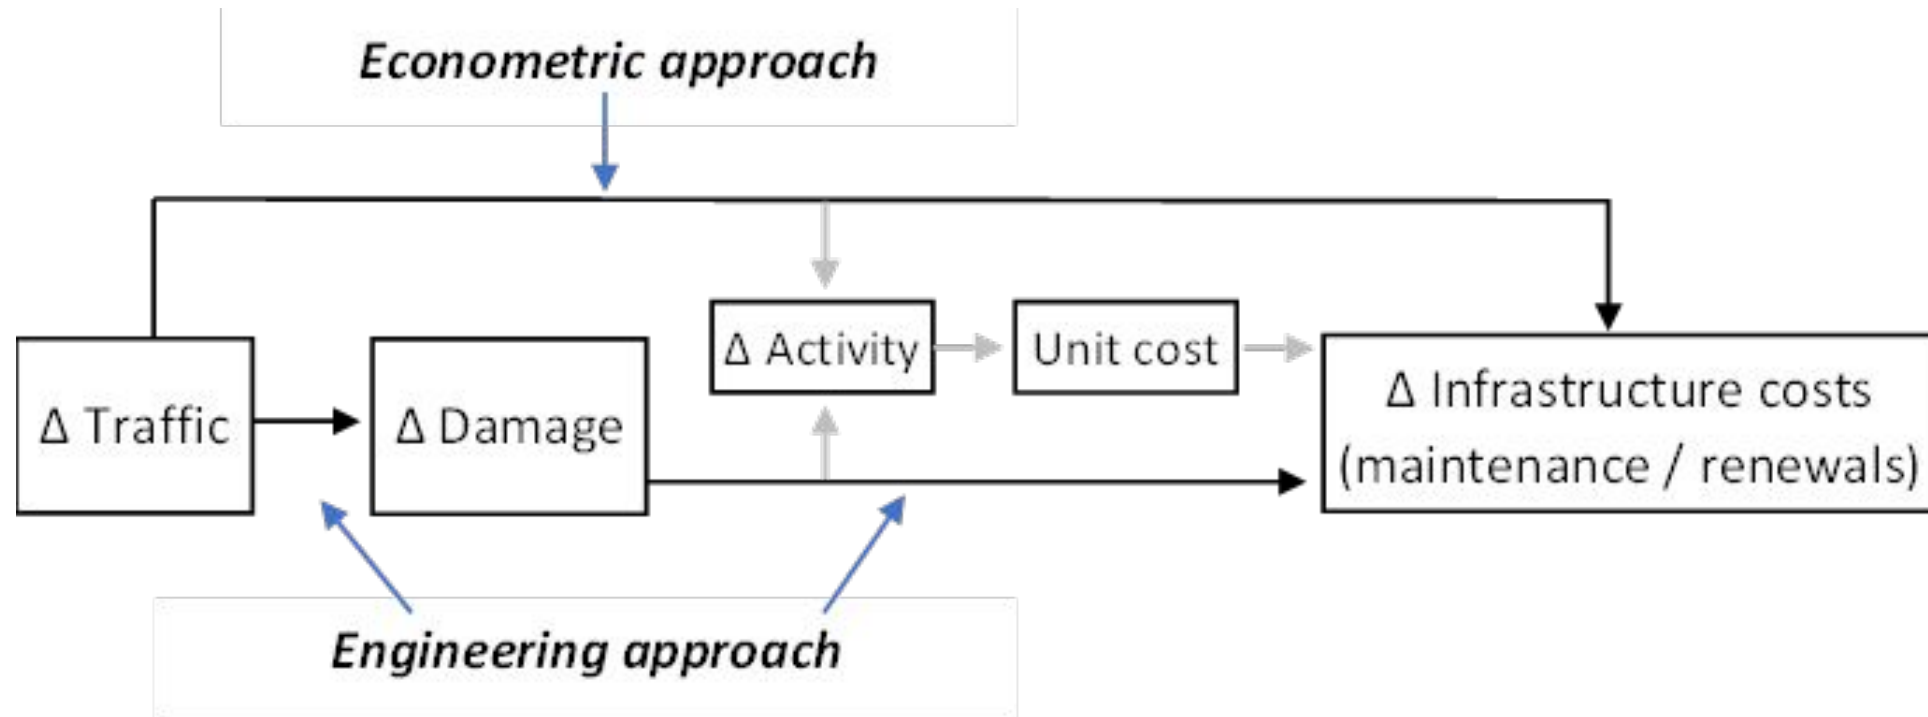 Econometric approach
Δ Activity
Unit cost
Δ Traffic
Δ Damage
Δ Infrastructure costs
(maintenance / renewals)
Engineering approach